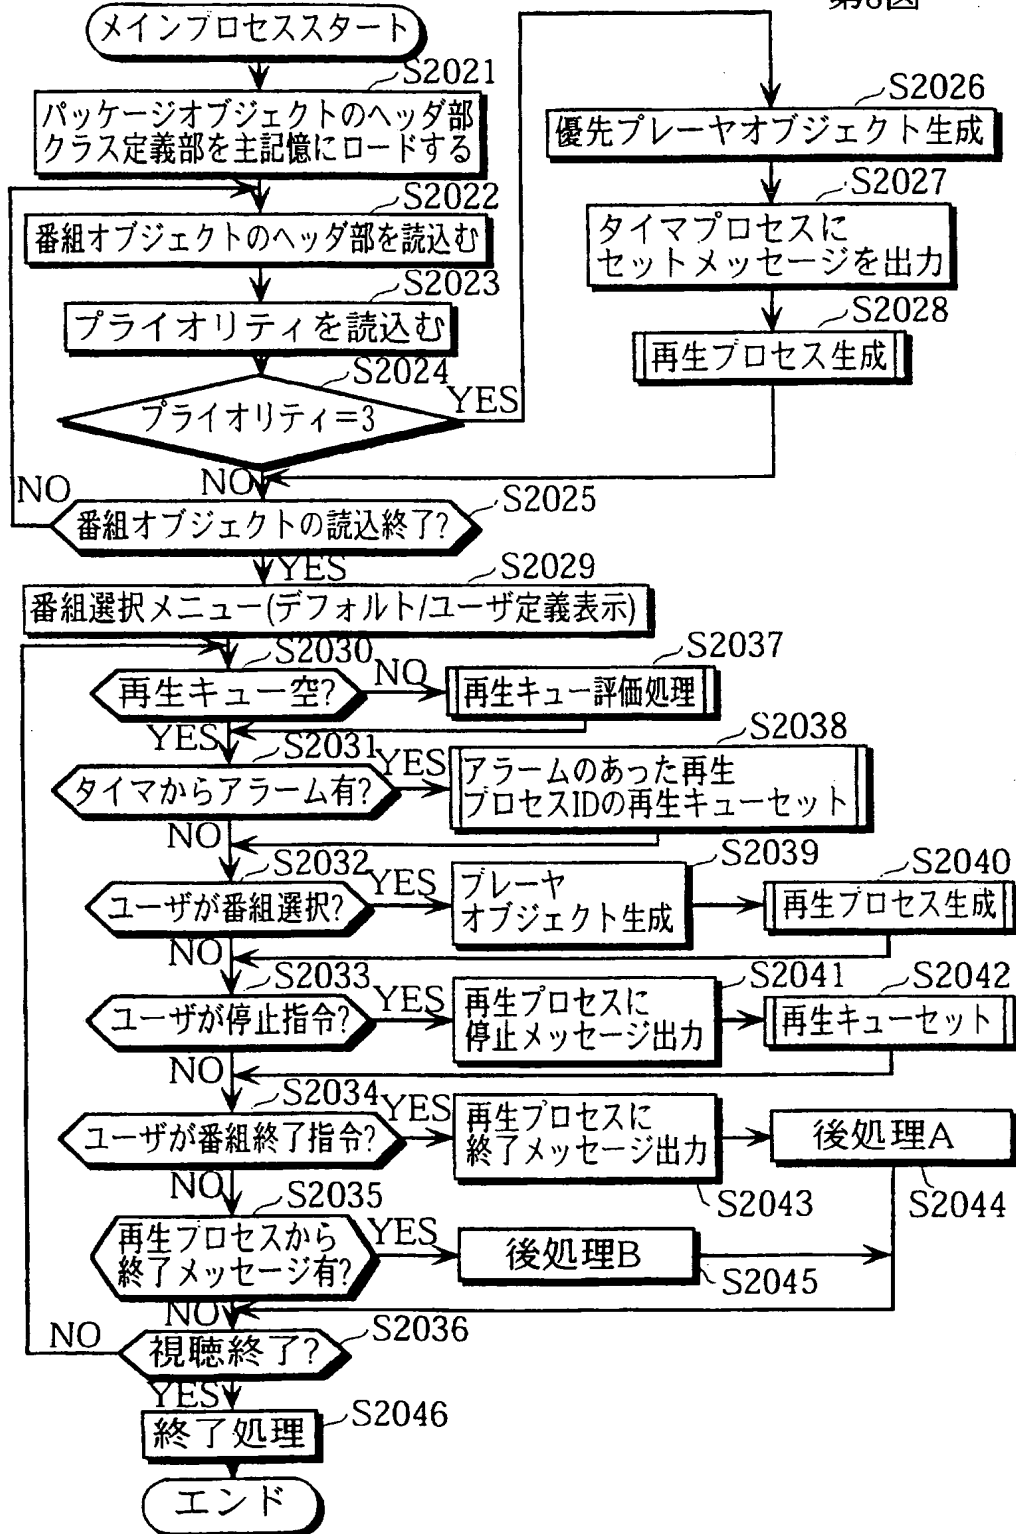 第8図
メインプロセススタート
S2021
パッケージオブジェクトのヘッダ部
クラス定義部を主記憶にロードする
S2022
番組オブジェクトのヘッダ部を読込む
S2023
プライオリティを読込む
S2024
プライオリティ=3
YES
NO
S2026
優先プレーヤオブジェクト生成
S2027
タイマプロセスに
セットメッセージを出力
S2028
再生プロセス生成
NO
S2025
番組オブジェクトの読込終了?
YES
S2029
番組選択メニュー(デフォルト/ユーザ定義表示)
S2030
再生キュー空?
NO
S2037
再生キュー評価処理
YES
S2031
タイマからアラーム有?
YES
S2038
アラームのあった再生
プロセスIDの再生キューセット
NO
S2032
ユーザが番組選択?
YES
S2039
プレーヤ
オブジェクト生成
S2040
再生プロセス生成
NO
S2033
ユーザが停止指令?
YES
S2041
再生プロセスに
停止メッセージ出力
S2042
再生キューセット
NO
S2034
ユーザが番組終了指令?
YES
再生プロセスに
終了メッセージ出力
S2043
後処理A
S2044
NO
S2035
再生プロセスから
終了メッセージ有?
YES
後処理B
S2045
NO
S2036
視聴終了?
NO
YES
S2046
終了処理
エンド